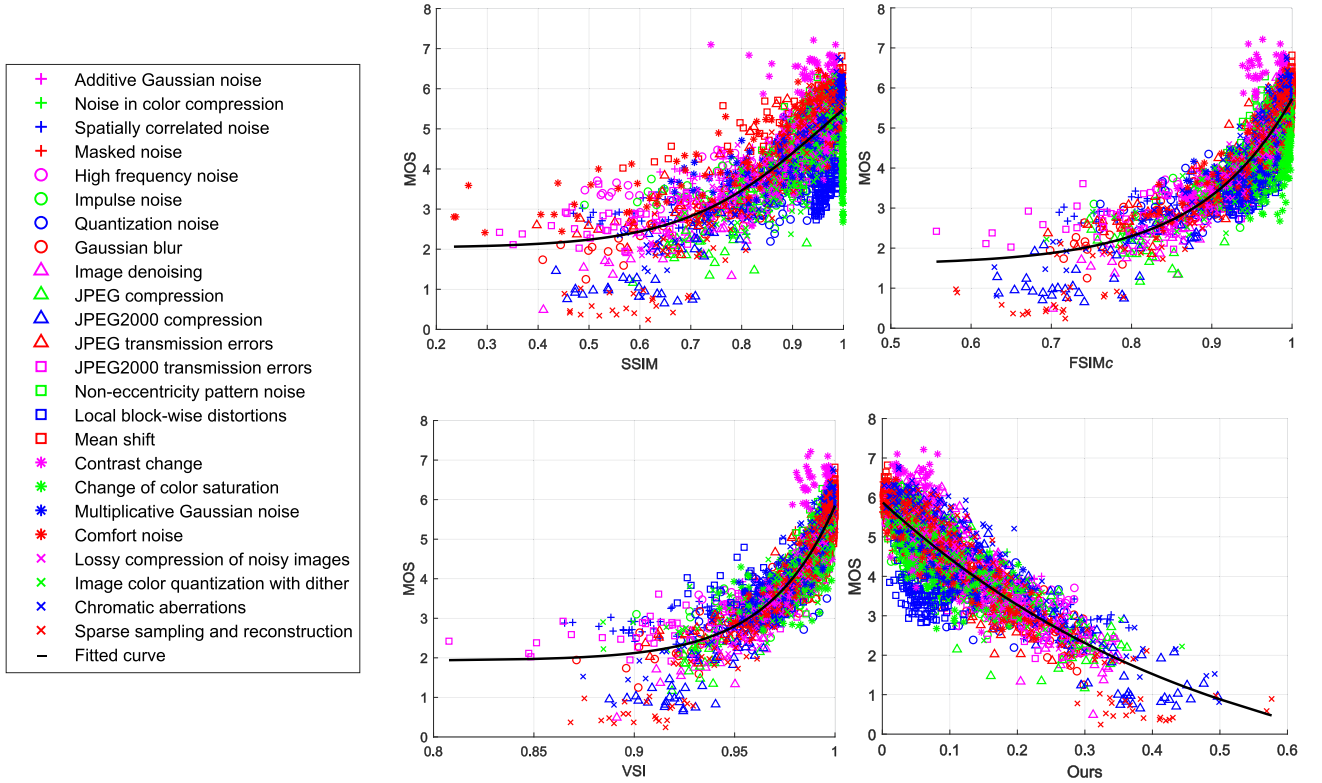 Additive Gaussian noise
Noise in color compression
Spatially correlated noise
Masked noise
High frequency noise
Impulse noise
Quantization noise
Gaussian blur
Image denoising
JPEG compression
JPEG2000 compression
JPEG transmission errors
JPEG2000 transmission errors
Non-eccentricity pattern noise
Local block-wise distortions
Mean shift
Contrast change
Change of color saturation
Multiplicative Gaussian noise
Comfort noise
Lossy compression of noisy images
Image color quantization with dither
Chromatic aberrations
Sparse sampling and reconstruction
Fitted curve
8
7
6
5
4
3
2
1
0
MOS
0.2 0.3 0.4 0.5 0.6 0.7 0.8 0.9 1
SSIM
8
7
6
5
4
3
2
1
0
MOS
0.5 0.6 0.7 0.8 0.9 1
FSIMc
8
7
6
5
4
3
2
1
0
MOS
0.8 0.85 0.9 0.95 1
VSI
8
7
6
5
4
3
2
1
0
MOS
0 0.1 0.2 0.3 0.4 0.5 0.6
Ours